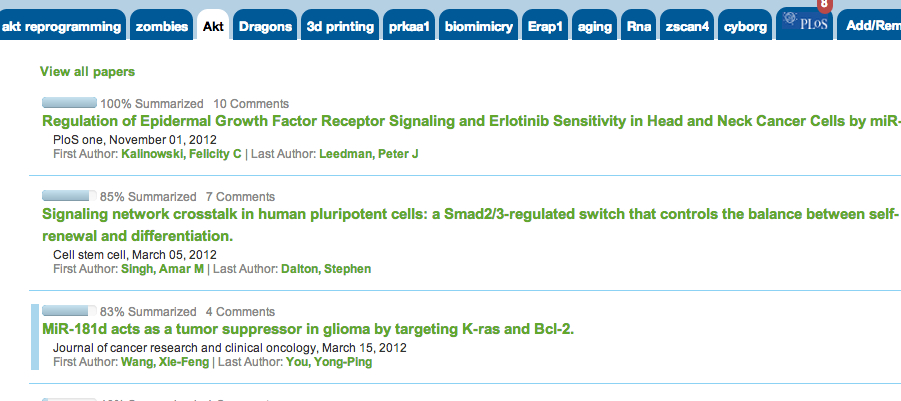 akt reprogramming zombies Akt Dragons 3d printing prkaa1 biomimicry Erap1 aging Rna zscan4 cyborg PLoS 8 Add/Rem
View all papers
100% Summarized 10 Comments
Regulation of Epidermal Growth Factor Receptor Signaling and Erlotinib Sensitivity in Head and Neck Cancer Cells by miR-
PloS one, November 01, 2012
First Author: Kalinowski, Felicity C | Last Author: Leedman, Peter J
85% Summarized 7 Comments
Signaling network crosstalk in human pluripotent cells: a Smad2/3-regulated switch that controls the balance between self-
renewal and differentiation.
Cell stem cell, March 05, 2012
First Author: Singh, Amar M | Last Author: Dalton, Stephen
83% Summarized 4 Comments
MiR-181d acts as a tumor suppressor in glioma by targeting K-ras and Bcl-2.
Journal of cancer research and clinical oncology, March 15, 2012
First Author: Wang, Xie-Feng | Last Author: You, Yong-Ping